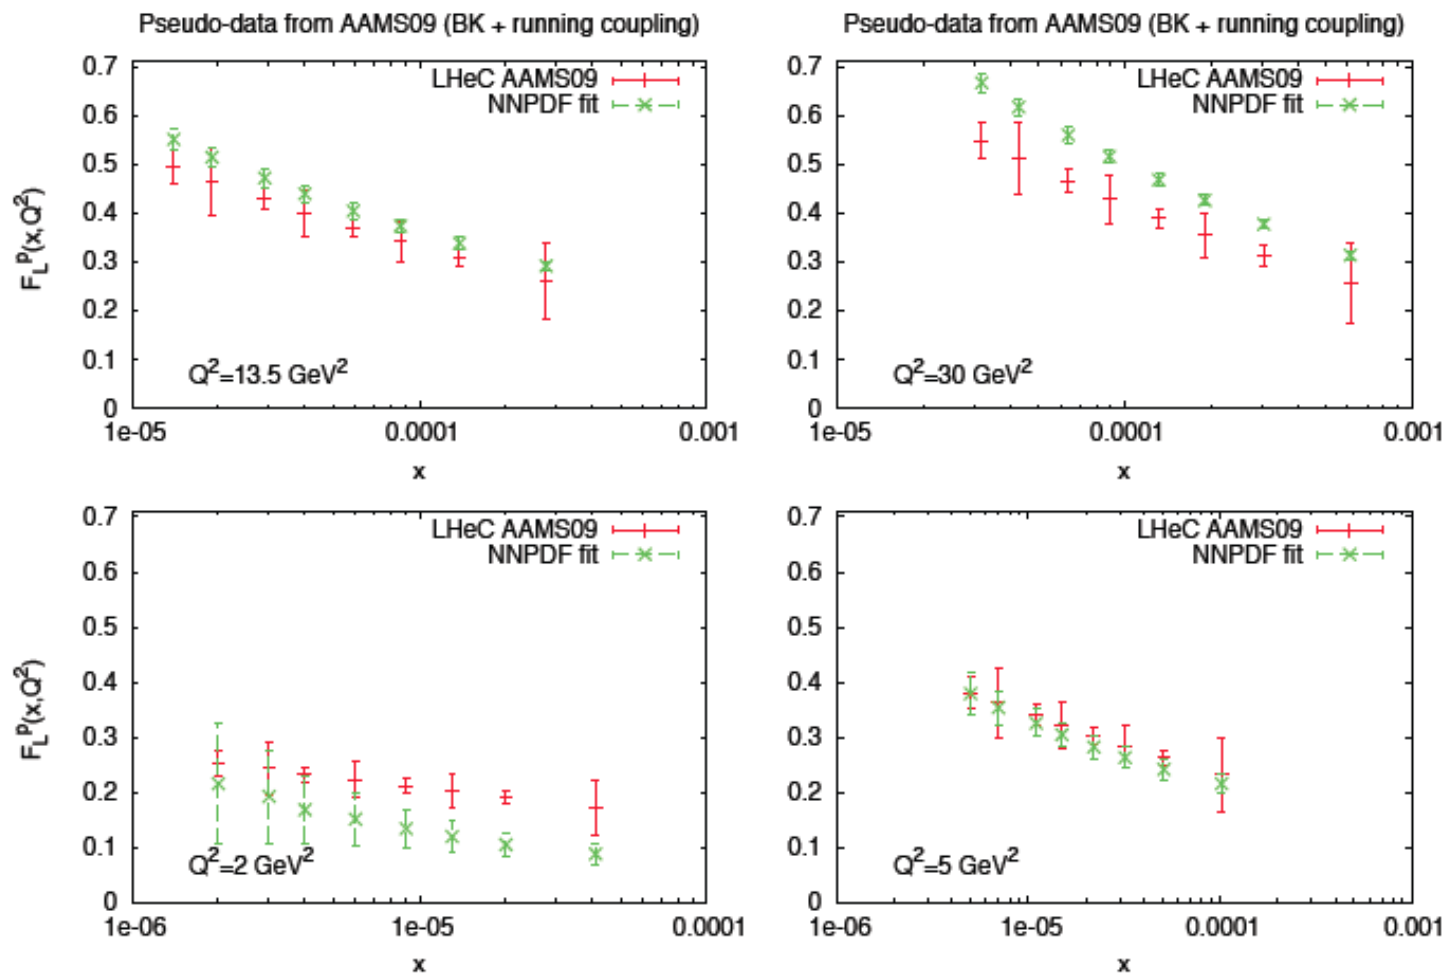 Pseudo-data from AAMS09 (BK + running coupling)
LHeC AAMS09
NNPDF fit
0.7
0.6
0.5
0.4
0.3
0.2
0.1
0
F_L^p(x,Q^2)
Q^2=13.5 GeV^2
1e-05 0.0001 0.001
x
Pseudo-data from AAMS09 (BK + running coupling)
LHeC AAMS09
NNPDF fit
0.7
0.6
0.5
0.4
0.3
0.2
0.1
0
Q^2=30 GeV^2
1e-05 0.0001 0.001
x
LHeC AAMS09
NNPDF fit
0.7
0.6
0.5
0.4
0.3
0.2
0.1
0
F_L^p(x,Q^2)
Q^2=2 GeV^2
1e-06 1e-05 0.0001
x
LHeC AAMS09
NNPDF fit
0.7
0.6
0.5
0.4
0.3
0.2
0.1
0
Q^2=5 GeV^2
1e-06 1e-05 0.0001 0.001
x